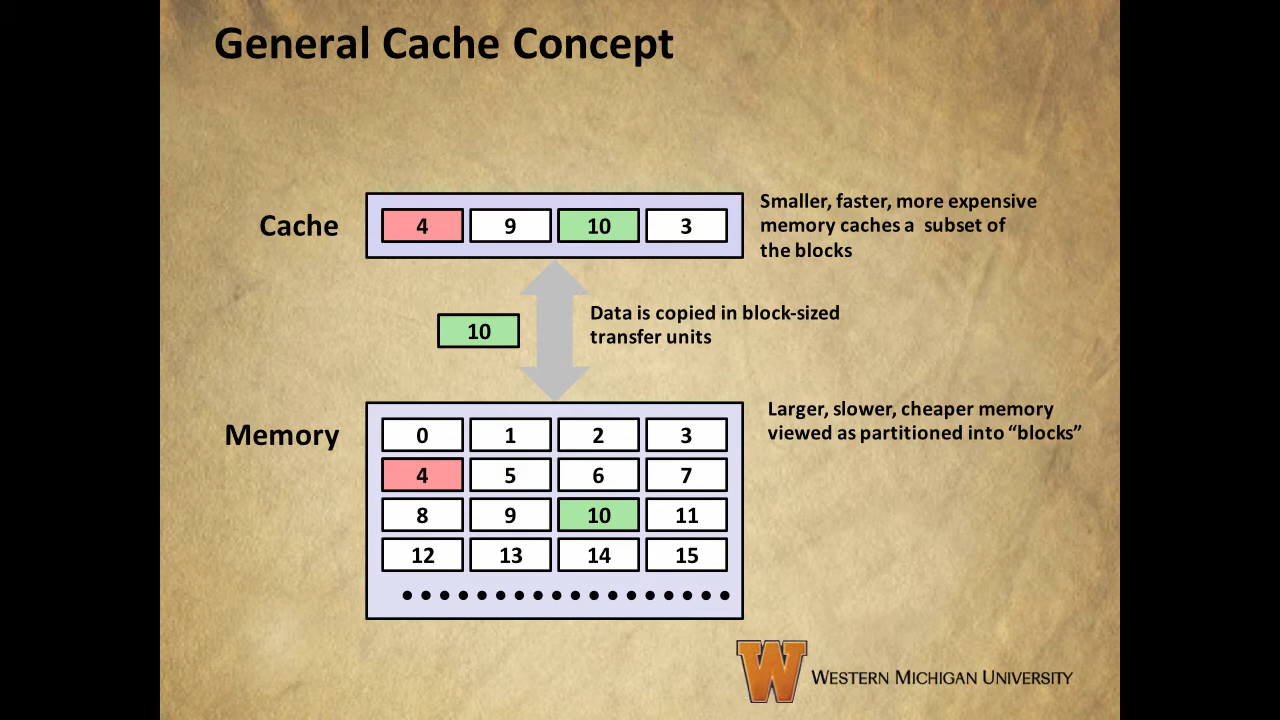 General Cache Concept
Cache
4 9 10 3
Smaller, faster, more expensive
memory caches a subset of
the blocks
10
Data is copied in block-sized
transfer units
Memory
Larger, slower, cheaper memory
viewed as partitioned into “blocks”
0 1 2 3
4 5 6 7
8 9 10 11
12 13 14 15
W WESTERN MICHIGAN UNIVERSITY